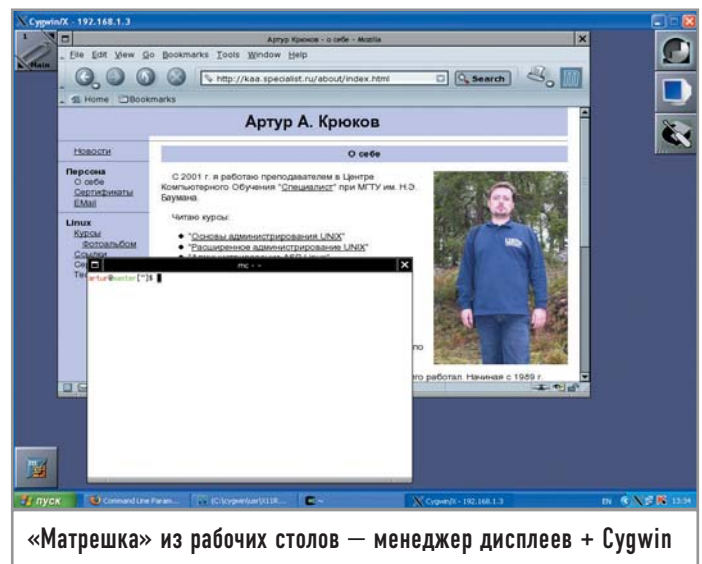 Cygwin/X - 192.168.1.3
1
Main
Артур Крюков - о себе - Mozilla
File Edit View Go Bookmarks Tools Window Help
http://kaa.specialist.ru/about/index.html
Search
Home Bookmarks
Артур А. Крюков
Новости
О себе
Персона
О себе
Сертификаты
EMail
Linux
Курсы
Фотоальбом
Ссылки
С 2001 г. я работаю преподавателем в Центре
Компьютерного Обучения "Специалист" при МГТУ им. Н.Э.
Баумана.
Читаю курсы:
"Основы администрирования UNIX"
"Расширенное администрирование UNIX"
mc - ~
artur@master[~]$
по
его работал. Начиная с 1989 г.
пуск
Command Line Param...
(C:\cygwin\usr\X11R...
~
Cygwin/X - 192.168.1.3
EN
13:34
«Матрешка» из рабочих столов — менеджер дисплеев + Cygwin